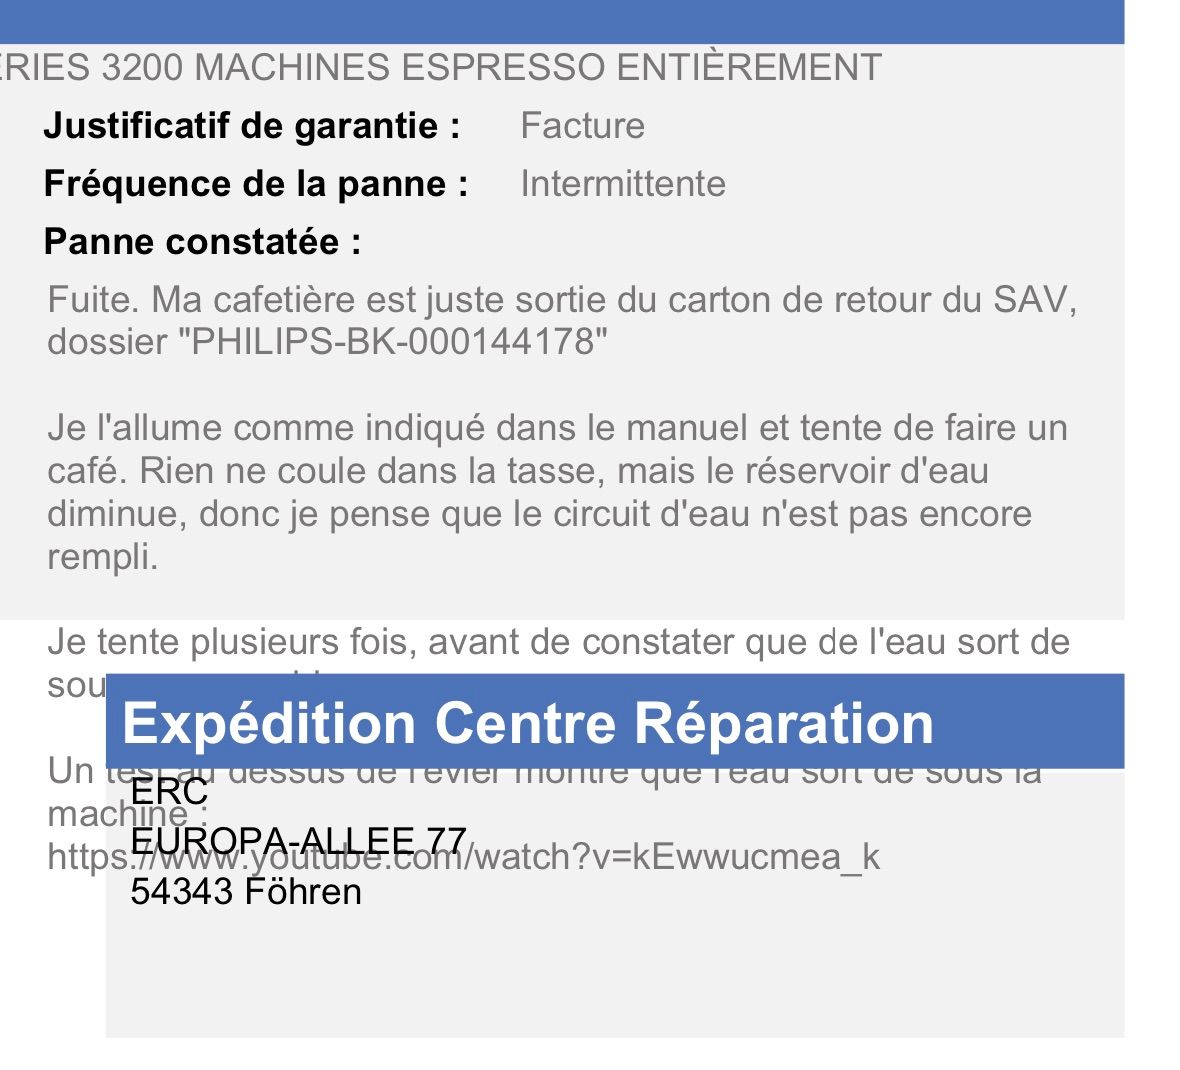 ERIES 3200 MACHINES ESPRESSO ENTIÈREMENT
Justificatif de garantie : Facture
Fréquence de la panne : Intermittente
Panne constatée :
Fuite. Ma cafetière est juste sortie du carton de retour du SAV,
dossier "PHILIPS-BK-000144178"
Je l'allume comme indiqué dans le manuel et tente de faire un
café. Rien ne coule dans la tasse, mais le réservoir d'eau
diminue, donc je pense que le circuit d'eau n'est pas encore
rempli.
Je tente plusieurs fois, avant de constater que de l'eau sort de
sou
Expédition Centre Réparation
Un test au dessus de l'évier montre que l'eau sort de sous la
ERC
machine :
EUROPA-ALLEE 77
https://www.youtube.com/watch?v=kEwwucmea_k
54343 Föhren